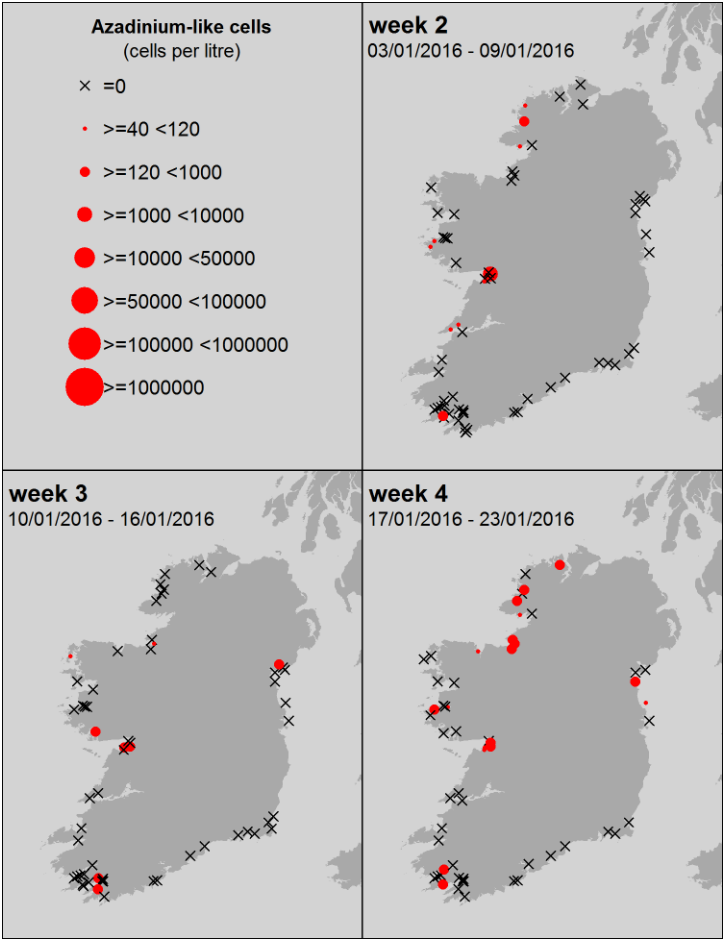 Azadinium-like cells
(cells per litre)
=0
>=40 <120
>=120 <1000
>=1000 <10000
>=10000 <50000
>=50000 <100000
>=100000 <1000000
>=1000000
week 2
03/01/2016 - 09/01/2016
week 3
10/01/2016 - 16/01/2016
week 4
17/01/2016 - 23/01/2016